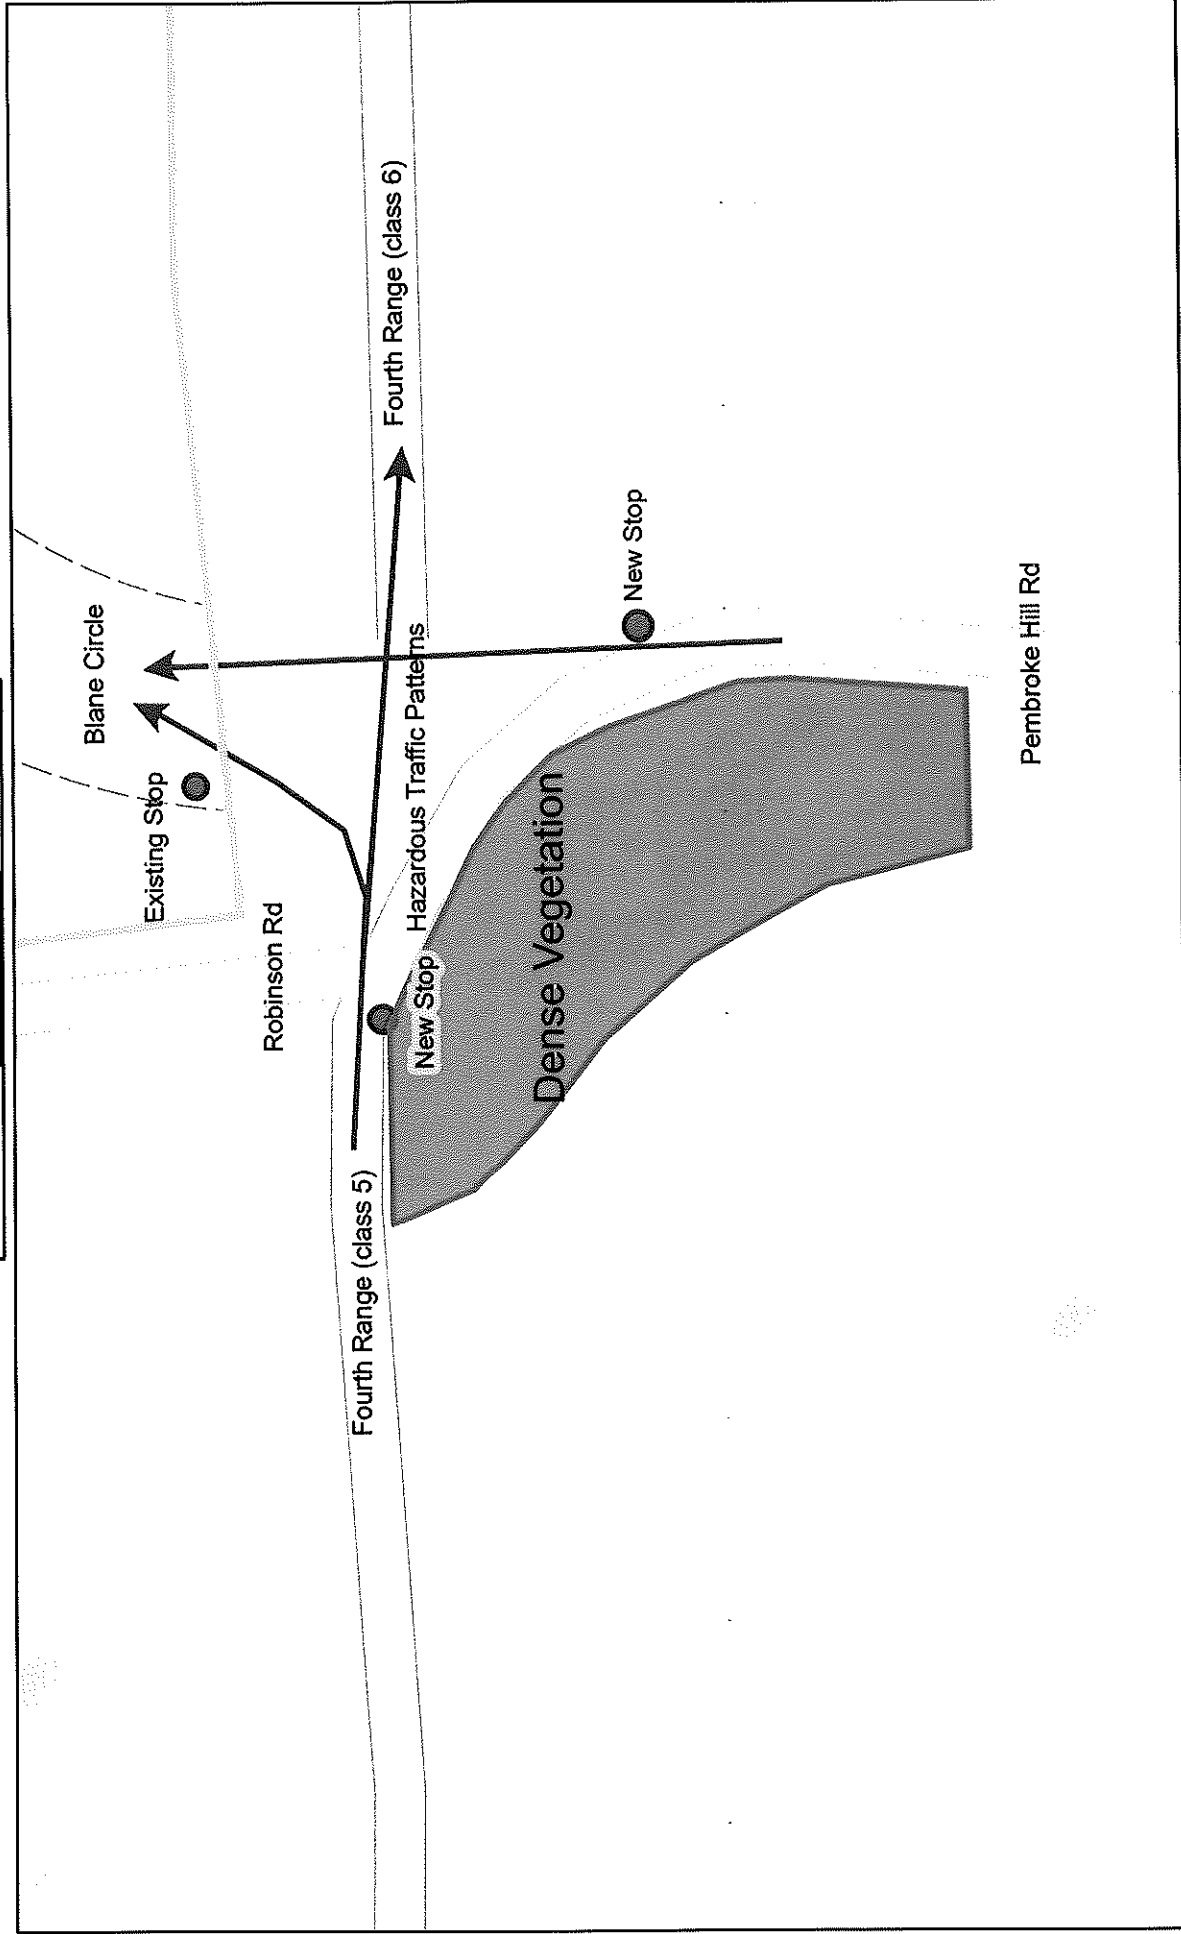 Blane Circle
Existing Stop
Robinson Rd
Fourth Range (class 5)
Fourth Range (class 6)
Hazardous Traffic Patterns
New Stop
Dense Vegetation
New Stop
Pembroke Hill Rd